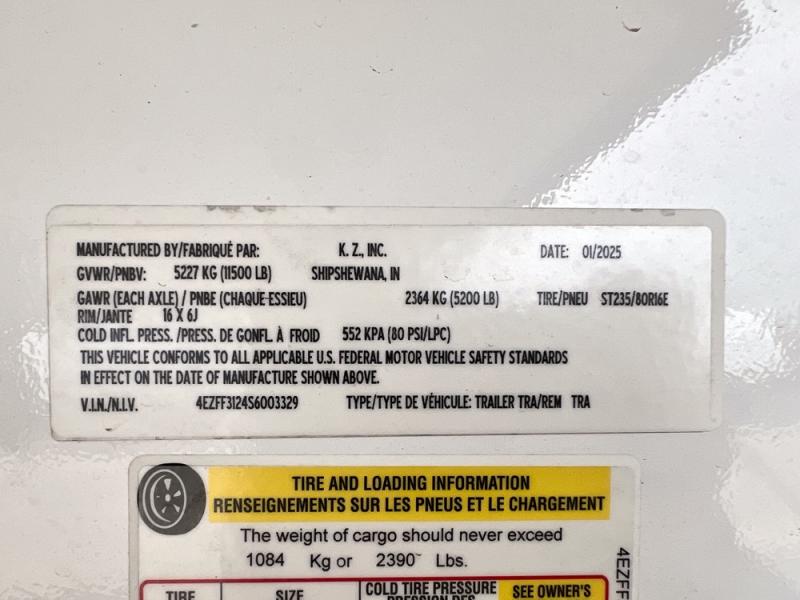 MANUFACTURED BY/FABRIQUÉ PAR: K. Z., INC. DATE: 01/2025
GVWR/PNBV: 5227 KG (11500 LB) SHIPSHEWANA, IN
GAWR (EACH AXLE) / PNBE (CHAQUE ESSIEU) 2364 KG (5200 LB) TIRE/PNEU ST235/80R16E
RIM/JANTE 16 X 6J
COLD INFL. PRESS. /PRESS. DE GONFL. À FROID 552 KPA (80 PSI/LPC)
THIS VEHICLE CONFORMS TO ALL APPLICABLE U.S. FEDERAL MOTOR VEHICLE SAFETY STANDARDS
IN EFFECT ON THE DATE OF MANUFACTURE SHOWN ABOVE.
V.I.N./N.I.V. 4EZFF3124S6003329 TYPE/TYPE DE VÉHICULE: TRAILER TRA/REM TRA
TIRE AND LOADING INFORMATION
RENSEIGNEMENTS SUR LES PNEUS ET LE CHARGEMENT
The weight of cargo should never exceed
1084 Kg or 2390~ Lbs.
4EZFF
TIRE SIZE COLD TIRE PRESSURE SEE OWNER'S
PRESSION DES